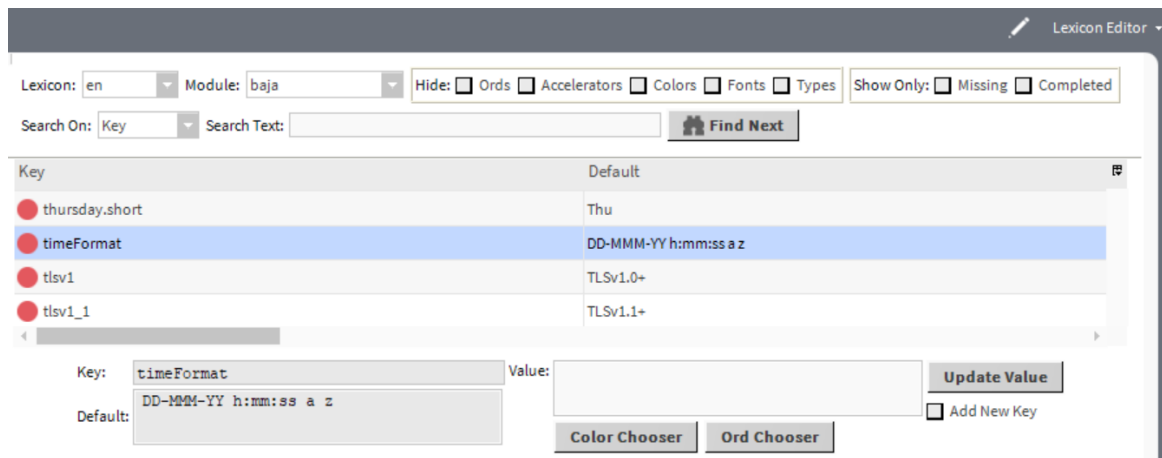 Lexicon Editor
Lexicon: en Module: baja Hide: Ords Accelerators Colors Fonts Types Show Only: Missing Completed
Search On: Key Search Text: Find Next
Key Default
thursday.short Thu
timeFormat DD-MMM-YY h:mm:ss a z
tlsv1 TLSv1.0+
tlsv1_1 TLSv1.1+
Key: timeFormat Value: Update Value
Default: DD-MMM-YY h:mm:ss a z Add New Key
Color Chooser Ord Chooser